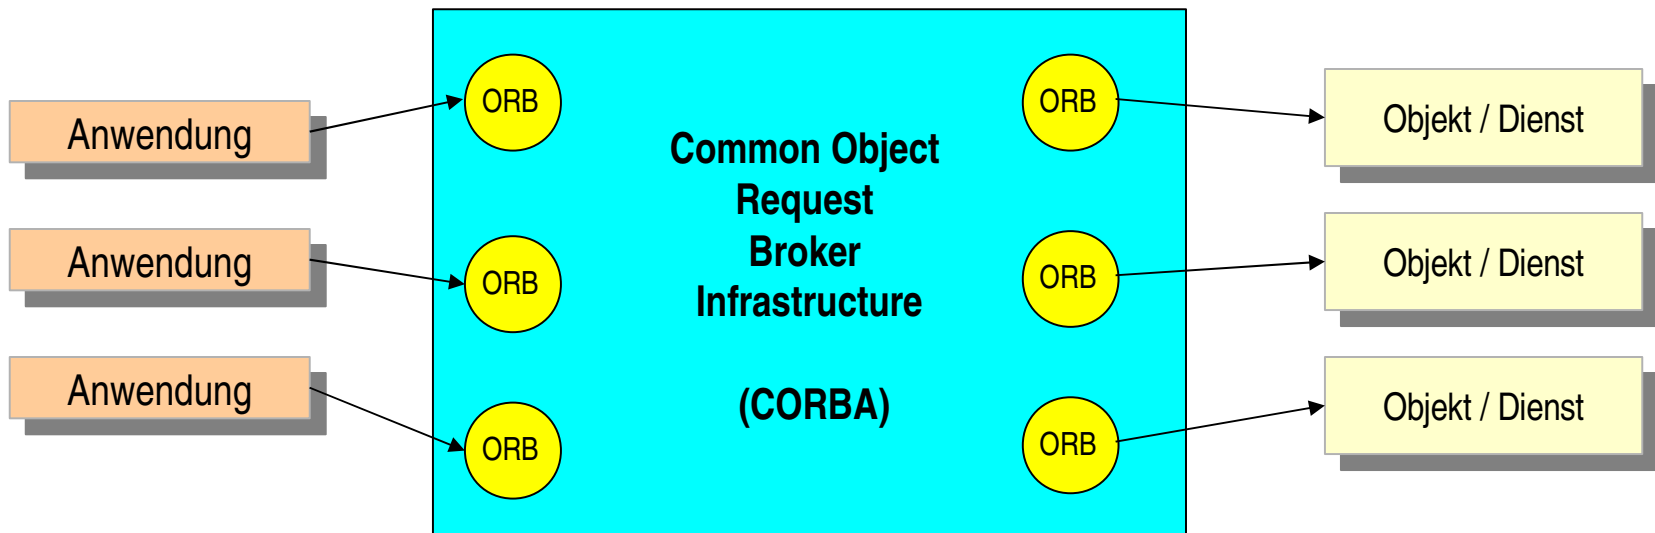 Anwendung
Anwendung
Anwendung
ORB
ORB
ORB
Common Object
Request
Broker
Infrastructure
(CORBA)
ORB
ORB
ORB
Objekt / Dienst
Objekt / Dienst
Objekt / Dienst